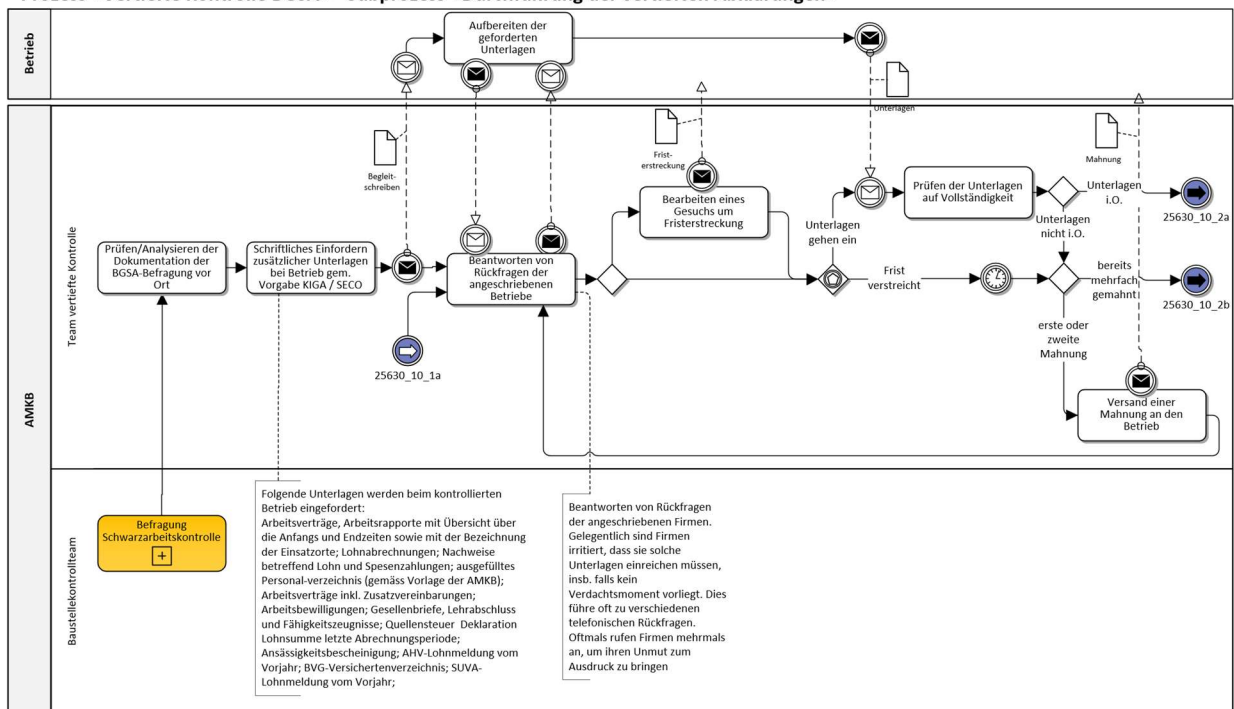 Betrieb
Aufbereiten der
geforderten
Unterlagen
Unterlagen
AMKB
Team vertiefte Kontrolle
Begleit-
schreiben
Frist-
erstreckung
Mahnung
Prüfen/Analysieren der
Dokumentation der
BGSA-Befragung vor
Ort
Schriftliches Einfordern
zusätzlicher Unterlagen
bei Betrieb gem.
Vorgabe KIGA / SECO
25630_10_1a
Beantworten von
Rückfragen der
angeschriebenen
Betriebe
Bearbeiten eines
Gesuchs um
Fristerstreckung
Unterlagen
gehen ein
Frist
verstreicht
Prüfen der Unterlagen
auf Vollständigkeit
Unterlagen
i.O.
25630_10_2a
Unterlagen
nicht i.O.
bereits
mehrfach
gemahnt
25630_10_2b
erste oder
zweite
Mahnung
Versand einer
Mahnung an den
Betrieb
Baustellekontrollteam
Befragung
Schwarzarbeitskontrolle
Folgende Unterlagen werden beim kontrollierten
Betrieb eingefordert:
Arbeitsverträge, Arbeitsrapporte mit Übersicht über
die Anfangs und Endzeiten sowie mit der Bezeichnung
der Einsatzorte; Lohnabrechnungen; Nachweise
betreffend Lohn und Spesenzahlungen; ausgefülltes
Personal-verzeichnis (gemäss Vorlage der AMKB);
Arbeitsverträge inkl. Zusatzvereinbarungen;
Arbeitsbewilligungen; Gesellenbriefe, Lehrabschluss
und Fähigkeitszeugnisse; Quellensteuer Deklaration
Lohnsumme letzte Abrechnungsperiode;
Ansässigkeitsbescheinigung; AHV-Lohnmeldung vom
Vorjahr; BVG-Versichertenverzeichnis; SUVA-
Lohnmeldung vom Vorjahr;
Beantworten von Rückfragen
der angeschriebenen Firmen.
Gelegentlich sind Firmen
irritiert, dass sie solche
Unterlagen einreichen müssen,
insb. falls kein
Verdachtsmoment vorliegt. Dies
führe oft zu verschiedenen
telefonischen Rückfragen.
Oftmals rufen Firmen mehrmals
an, um ihren Unmut zum
Ausdruck zu bringen